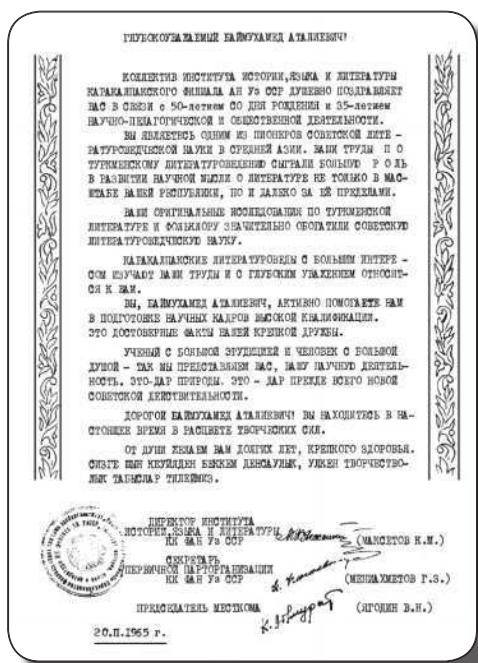 ГЛУБОКОУВАЖАЕМЫЙ БАЙМУХАМЕД АТАЛИЕВИЧ!
КОЛЛЕКТИВ ИНСТИТУТА ИСТОРИИ,ЯЗЫКА И ЛИТЕРАТУРЫ
КАРАКАЛПАКСКОГО ФИЛИАЛА АН Уз ССР ДУШЕВНО ПОЗДРАВЛЯЕТ
ВАС В СВЯЗИ с 50-летием СО ДНЯ РОЖДЕНИЯ и 35-летием
НАУЧНО-ПЕДАГОГИЧЕСКОЙ И ОБЩЕСТВЕННОЙ ДЕЯТЕЛЬНОСТИ.
ВЫ ЯВЛЯЕТЕСЬ ОДНИМ ИЗ ПИОНЕРОВ СОВЕТСКОЙ ЛИТЕ -
РАТУРОВЕДЧЕСКОЙ НАУКИ В СРЕДНЕЙ АЗИИ. ВАШИ ТРУДЫ П О
ТУРКМЕНСКОМУ ЛИТЕРАТУРОВЕДЕНИЮ СЫГРАЛИ БОЛЬШУЮ Р О ЛЬ
В РАЗВИТИИ НАУЧНОЙ МЫСЛИ О ЛИТЕРАТУРЕ НЕ ТОЛЬКО В МАС-
ШТАБЕ ВАШЕЙ РЕСПУБЛИКИ, НО И ДАЛЕКО ЗА ЕЁ ПРЕДЕЛАМИ.
ВАШИ ОРИГИНАЛЬНЫЕ ИССЛЕДОВАНИЯ ПО ТУРКМЕНСКОЙ
ЛИТЕРАТУРЕ И ФОЛЬКЛОРУ ЗНАЧИТЕЛЬНО ОБОГАТИЛИ СОВЕТСКУЮ
ЛИТЕРАТУРОВЕДЧЕСКУЮ НАУКУ.
КАРАКАЛПАКСКИЕ ЛИТЕРАТУРОВЕДЫ С БОЛЬШИМ ИНТЕРЕ -
СОМ ИЗУЧАЮТ ВАШИ ТРУДЫ И С ГЛУБОКИМ УВАЖЕНИЕМ ОТНОСЯТ-
СЯ К ВАМ.
ВЫ, БАЙМУХАМЕД АТАЛИЕВИЧ, АКТИВНО ПОМОГАЕТЕ НАМ
В ПОДГОТОВКЕ НАУЧНЫХ КАДРОВ ВЫСОКОЙ КВАЛИФИКАЦИИ.
ЭТО ДОСТОВЕРНЫЕ ФАКТЫ НАШЕЙ КРЕПКОЙ ДРУЖБЫ.
УЧЕНЫЙ С БОЛЬШОЙ ЭРУДИЦИЕЙ И ЧЕЛОВЕК С БОЛЬШОЙ
ДУШОЙ - ТАК МЫ ПРЕДСТАВЛЯЕМ ВАС, ВАШУ НАУЧНУЮ ДЕЯТЕЛЬ-
НОСТЬ. ЭТО-ДАР ПРИРОДЫ. ЭТО - ДАР ПРЕЖДЕ ВСЕГО НОВОЙ
СОВЕТСКОЙ ДЕЙСТВИТЕЛЬНОСТИ.
ДОРОГОЙ БАЙМУХАМЕД АТАЛИЕВИЧ! ВЫ НАХОДИТЕСЬ В НА-
СТОЯЩЕЕ ВРЕМЯ В РАСЦВЕТЕ ТВОРЧЕСКИХ СИЛ.
ОТ ДУШИ ЖЕЛАЕМ ВАМ ДОЛГИХ ЛЕТ, КРЕПКОГО ЗДОРОВЬЯ.
СИЗГЕ ШЫН КЕУИЛДЕН БЕККЕМ ДЕНСАУЛЫК, УЛКЕН ТВОРЧЕСТВО-
ЛЫК ТАБЫСЛАР ТИЛЕЙМИЗ.
ДИРЕКТОР ИНСТИТУТА
ИСТОРИИ,ЯЗЫКА И ЛИТЕРАТУРЫ
КК ФАН Уз ССР (МАКСЕТОВ К.М.)
СЕКРЕТАРЬ
ПЕРВИЧНОЙ ПАРТОРГАНИЗАЦИИ
КК ФАН Уз ССР (МЕНЛИАХМЕТОВ Г.З.)
ПРЕДСЕДАТЕЛЬ МЕСТКОМА (ЯГОДИН В.Н.)
20.II.1965 г.